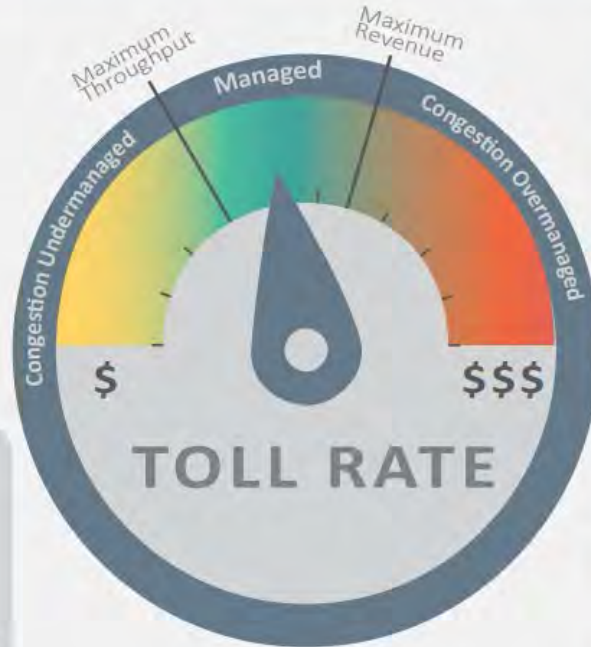 Maximum
Throughput
Maximum
Revenue
Managed
Congestion Undermanaged
Congestion Overmanaged
$
$$$
TOLL RATE